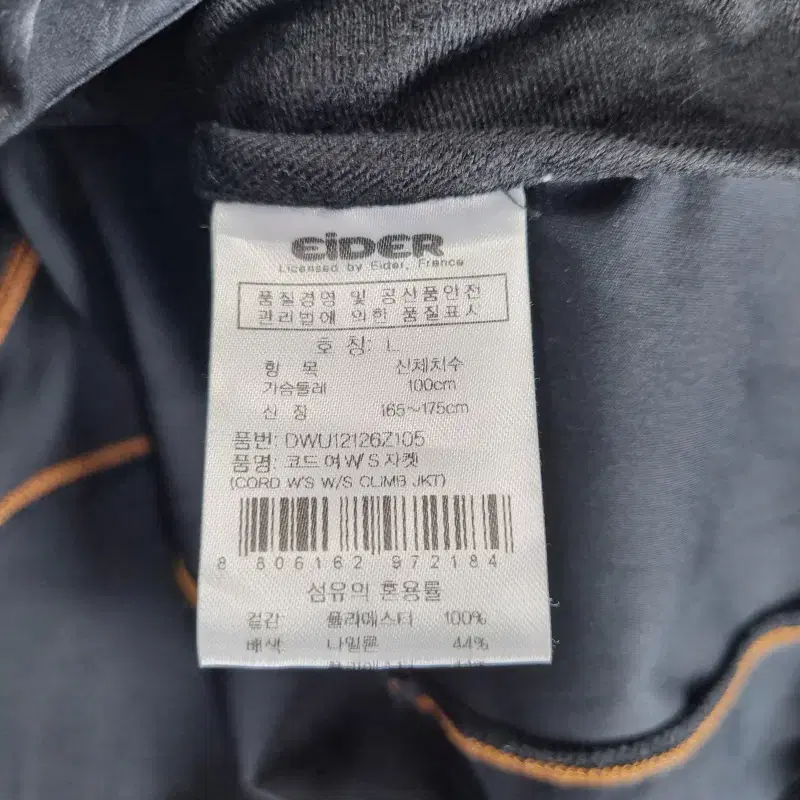 EiDER
Licensed by Eider, France
품질경영 및 공산품안전
관리법에 의한 품질표시
호 칭: L
항 목 신체치수
가슴둘레 100cm
신 장 165~175cm
품번: DWU12126Z105
품명: 코드 여W'S 자켓
(CORD W'S W/S CLIMB JKT)
8 806162 972184
섬유의 혼용률
겉감 폴리에스터 100%
배색 나일론 44%